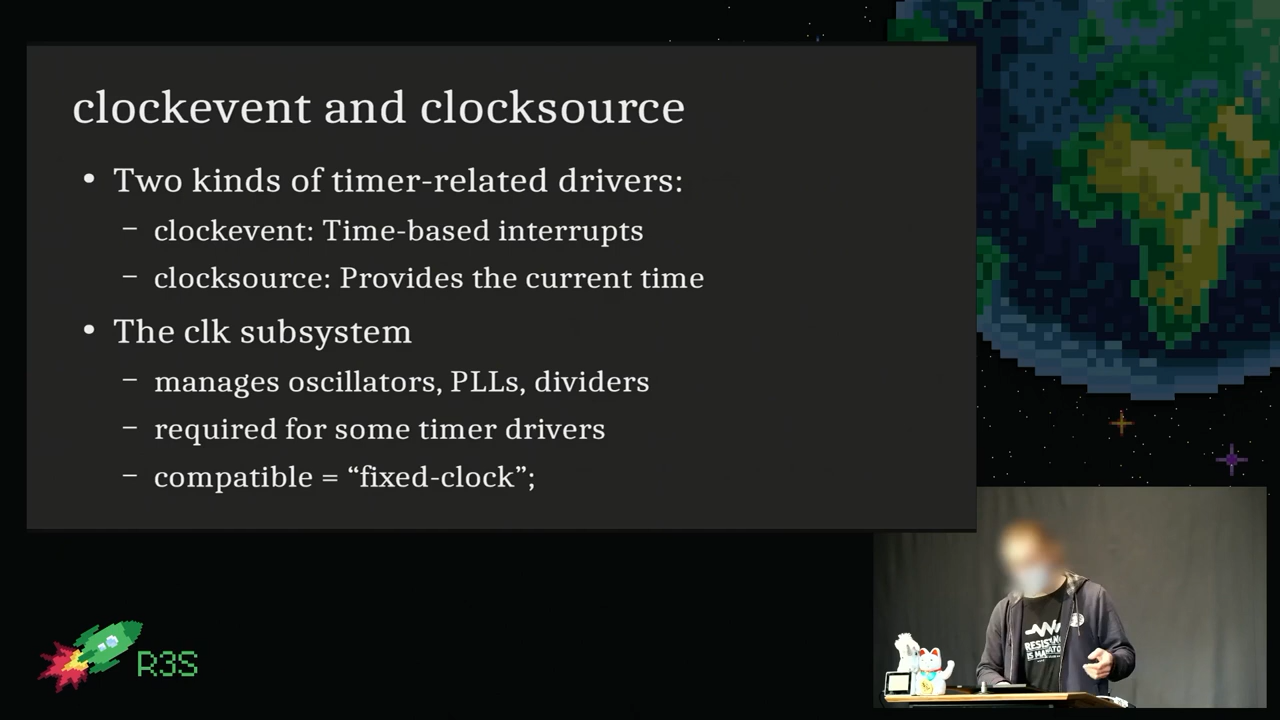 clockevent and clocksource
• Two kinds of timer-related drivers:
– clockevent: Time-based interrupts
– clocksource: Provides the current time
• The clk subsystem
– manages oscillators, PLLs, dividers
– required for some timer drivers
– compatible = “fixed-clock”;
R3S
IS